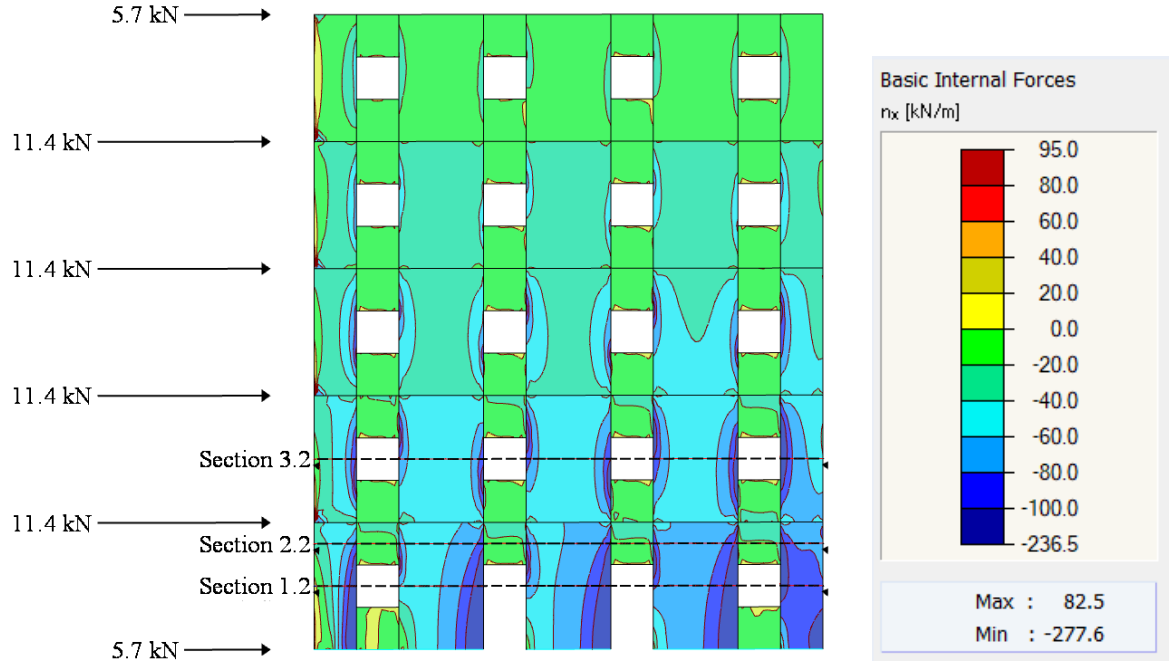 5.7 kN
11.4 kN
11.4 kN
11.4 kN
Section 3.2
11.4 kN
Section 2.2
Section 1.2
5.7 kN
Basic Internal Forces
nx [kN/m]
95.0
80.0
60.0
40.0
20.0
0.0
-20.0
-40.0
-60.0
-80.0
-100.0
-236.5
Max : 82.5
Min : -277.6